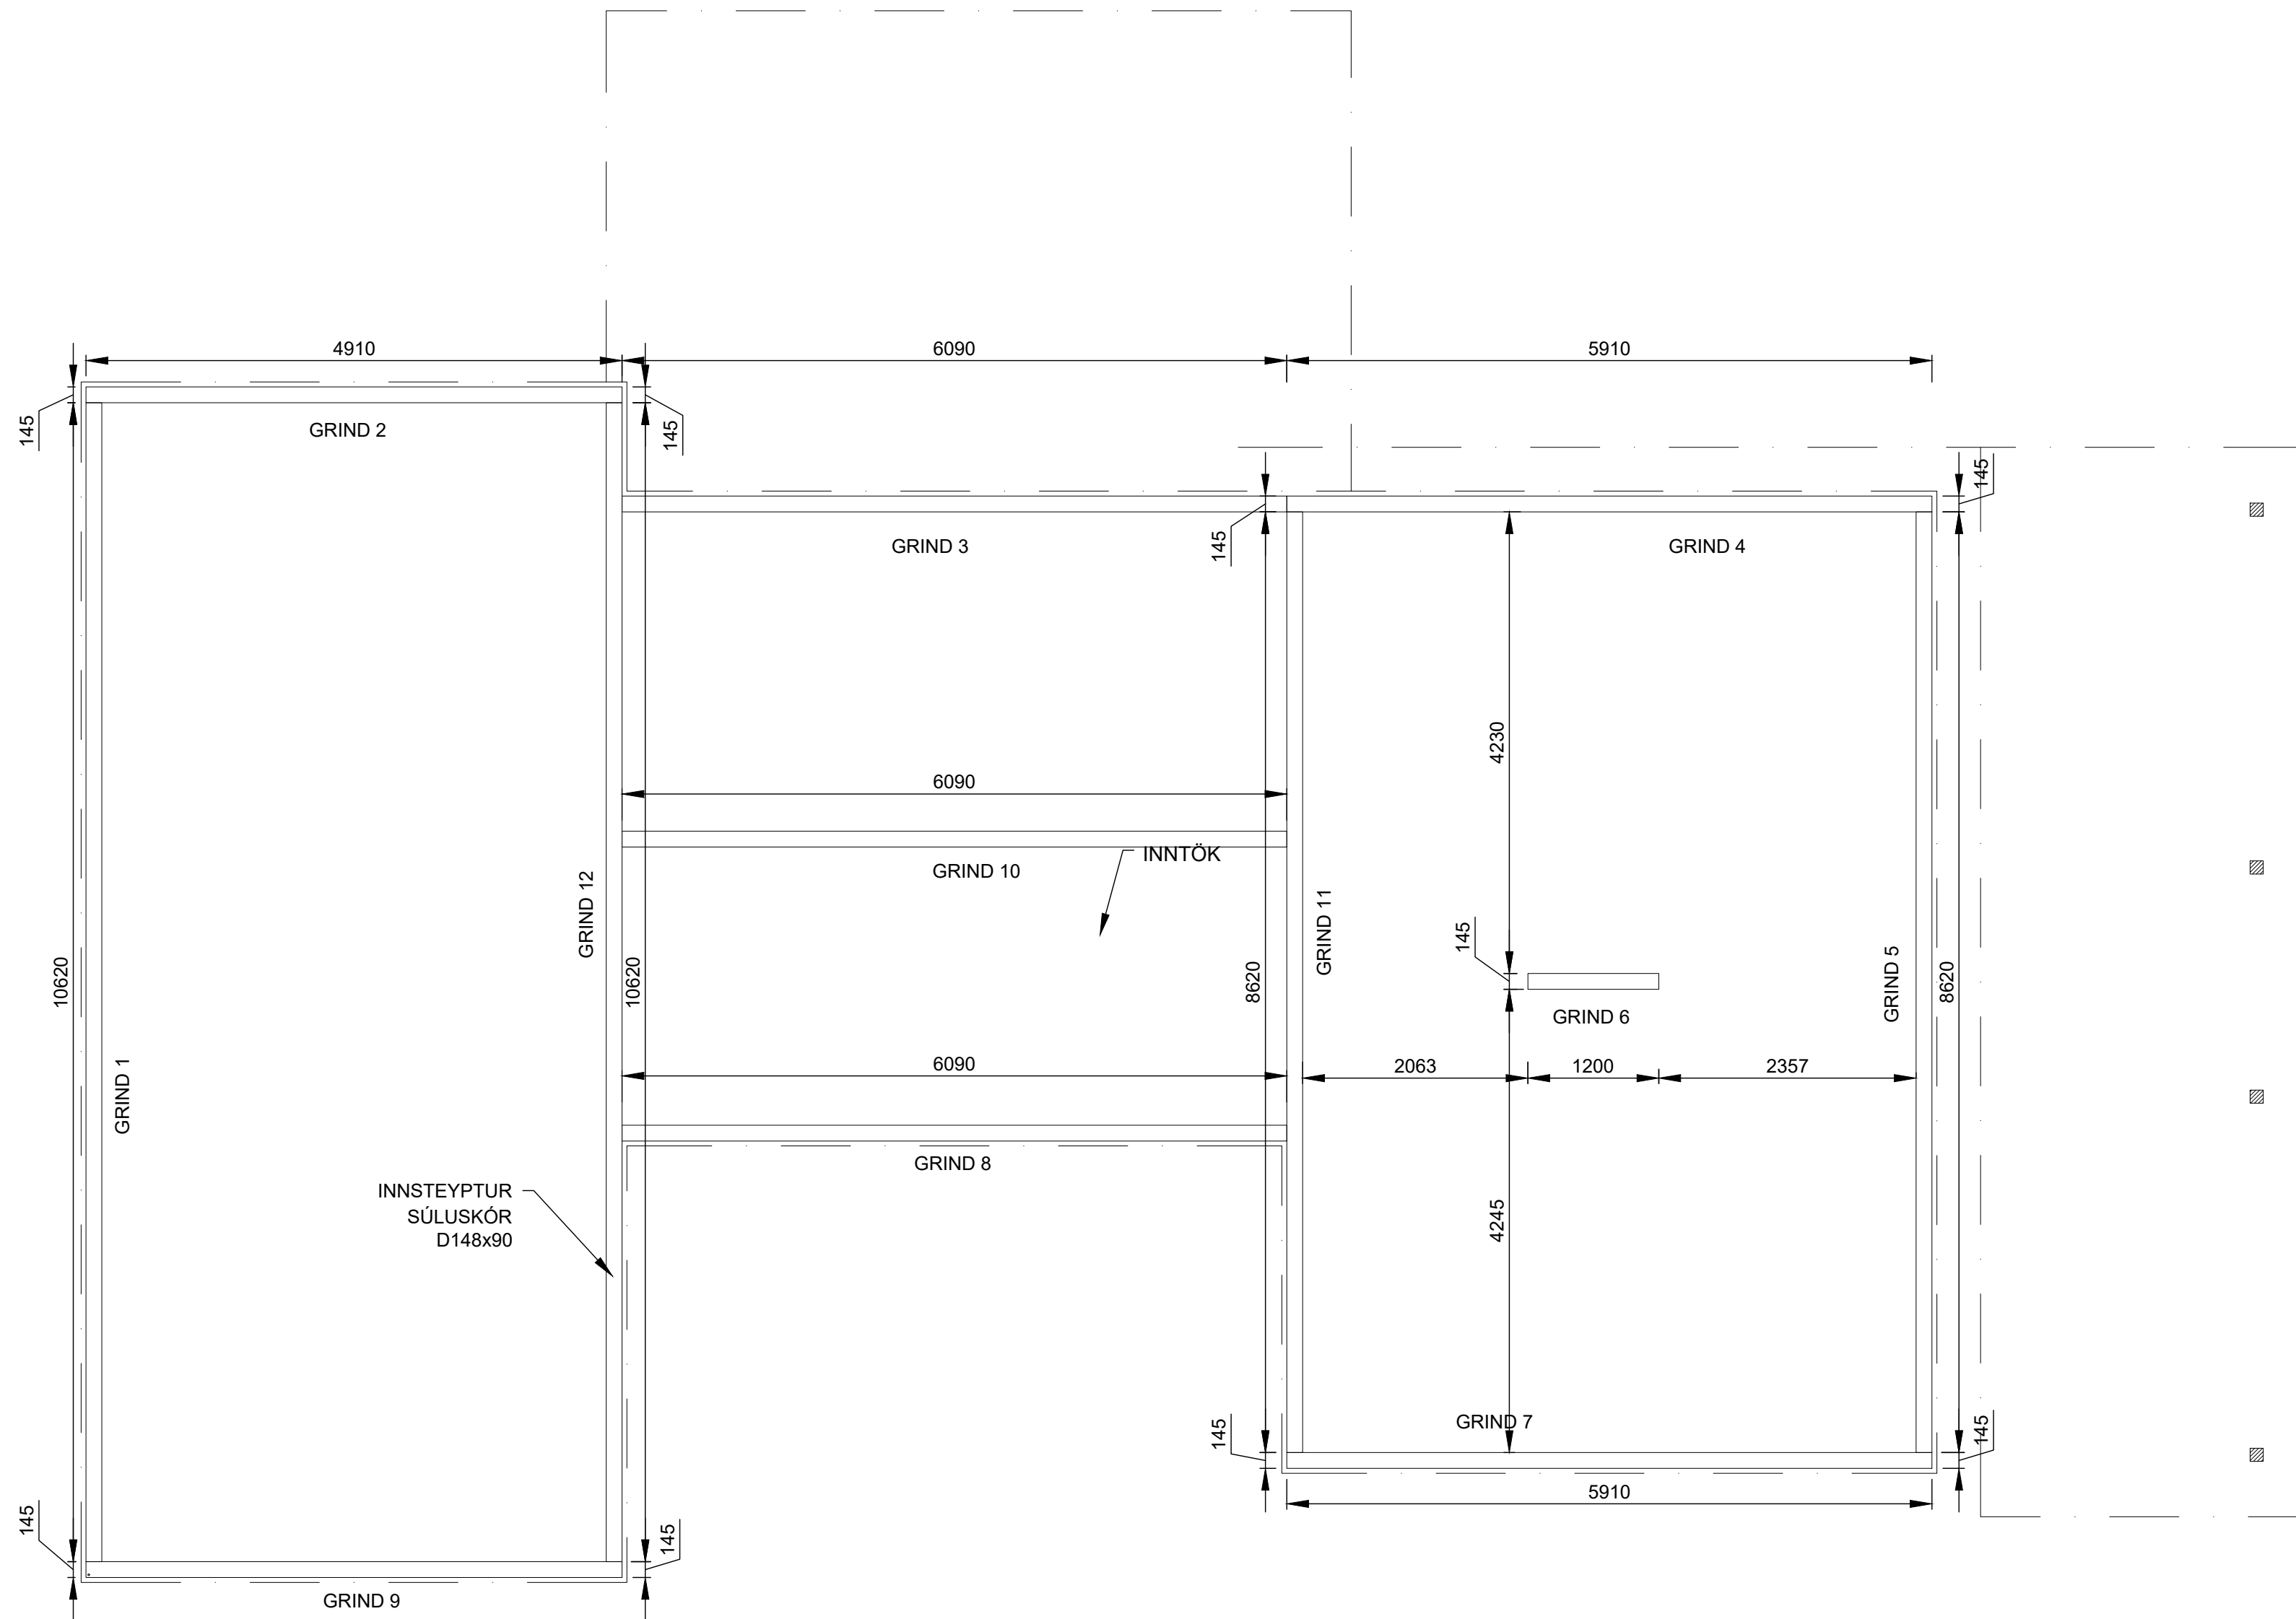 4910
6090
5910
145
145
145
GRIND 2
145
GRIND 3
GRIND 4
4230
6090
GRIND 10
INNTÖK
GRIND 12
GRIND 11
145
GRIND 5
10620
10620
8620
8620
GRIND 6
GRIND 1
6090
2063
1200
2357
GRIND 8
INNSTEYPTUR
SÚLUSKÓR
D148x90
4245
GRIND 7
145
145
5910
145
145
GRIND 9